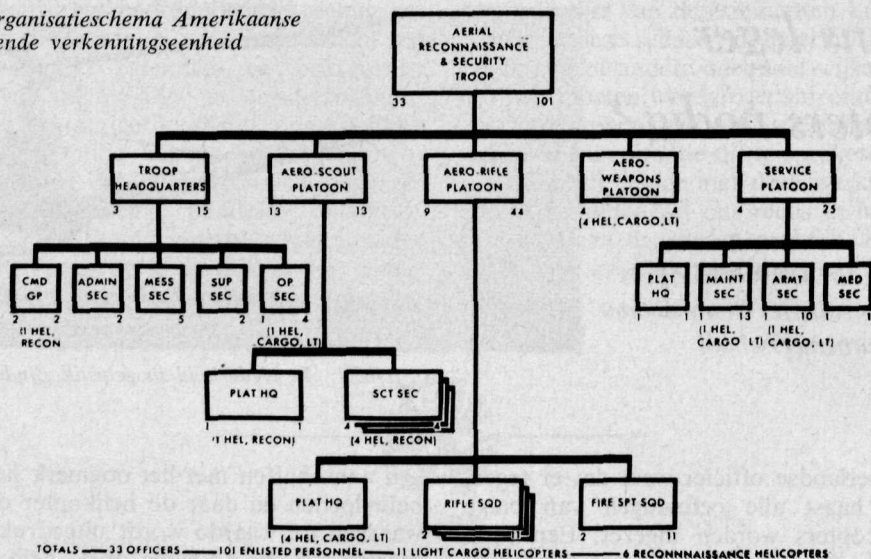 rganisatieschema Amerikaanse
ende verkenningseenheid
AERIAL
RECONNAISSANCE
& SECURITY
TROOP
33 101
TROOP
HEADQUARTERS
3 15
AERO-SCOUT
PLATOON
13 13
AERO-RIFLE
PLATOON
9 44
AERO-
WEAPONS
PLATOON
4 4
(4 HEL,CARGO,LT)
SERVICE
PLATOON
25
CMD
GP
2 2
(1 HEL,
RECON
ADMIN
SEC
2
MESS
SEC
5
SUP
SEC
2
OP
SEC
1 4
(1 HEL,
CARGO, LT)
PLAT
HQ
1 1
MAINT
SEC
1 13
(1 HEL,
CARGO LT)
ARMT
SEC
1 10
(1 HEL,
CARGO, LT)
MED
SEC
1
PLAT HQ
1 1
(1 HEL, RECON)
SCT SEC
4 4
(4 HEL, RECON)
PLAT HQ
(4 HEL, CARGO, LT)
RIFLE SQD
2
FIRE SPT SQD
2
TOTALS — 33 OFFICERS — 101 ENLISTED PERSONNEL — 11 LIGHT CARGO HELICOPTERS — 6 RECONNNAISSANCE HELICOPTERS